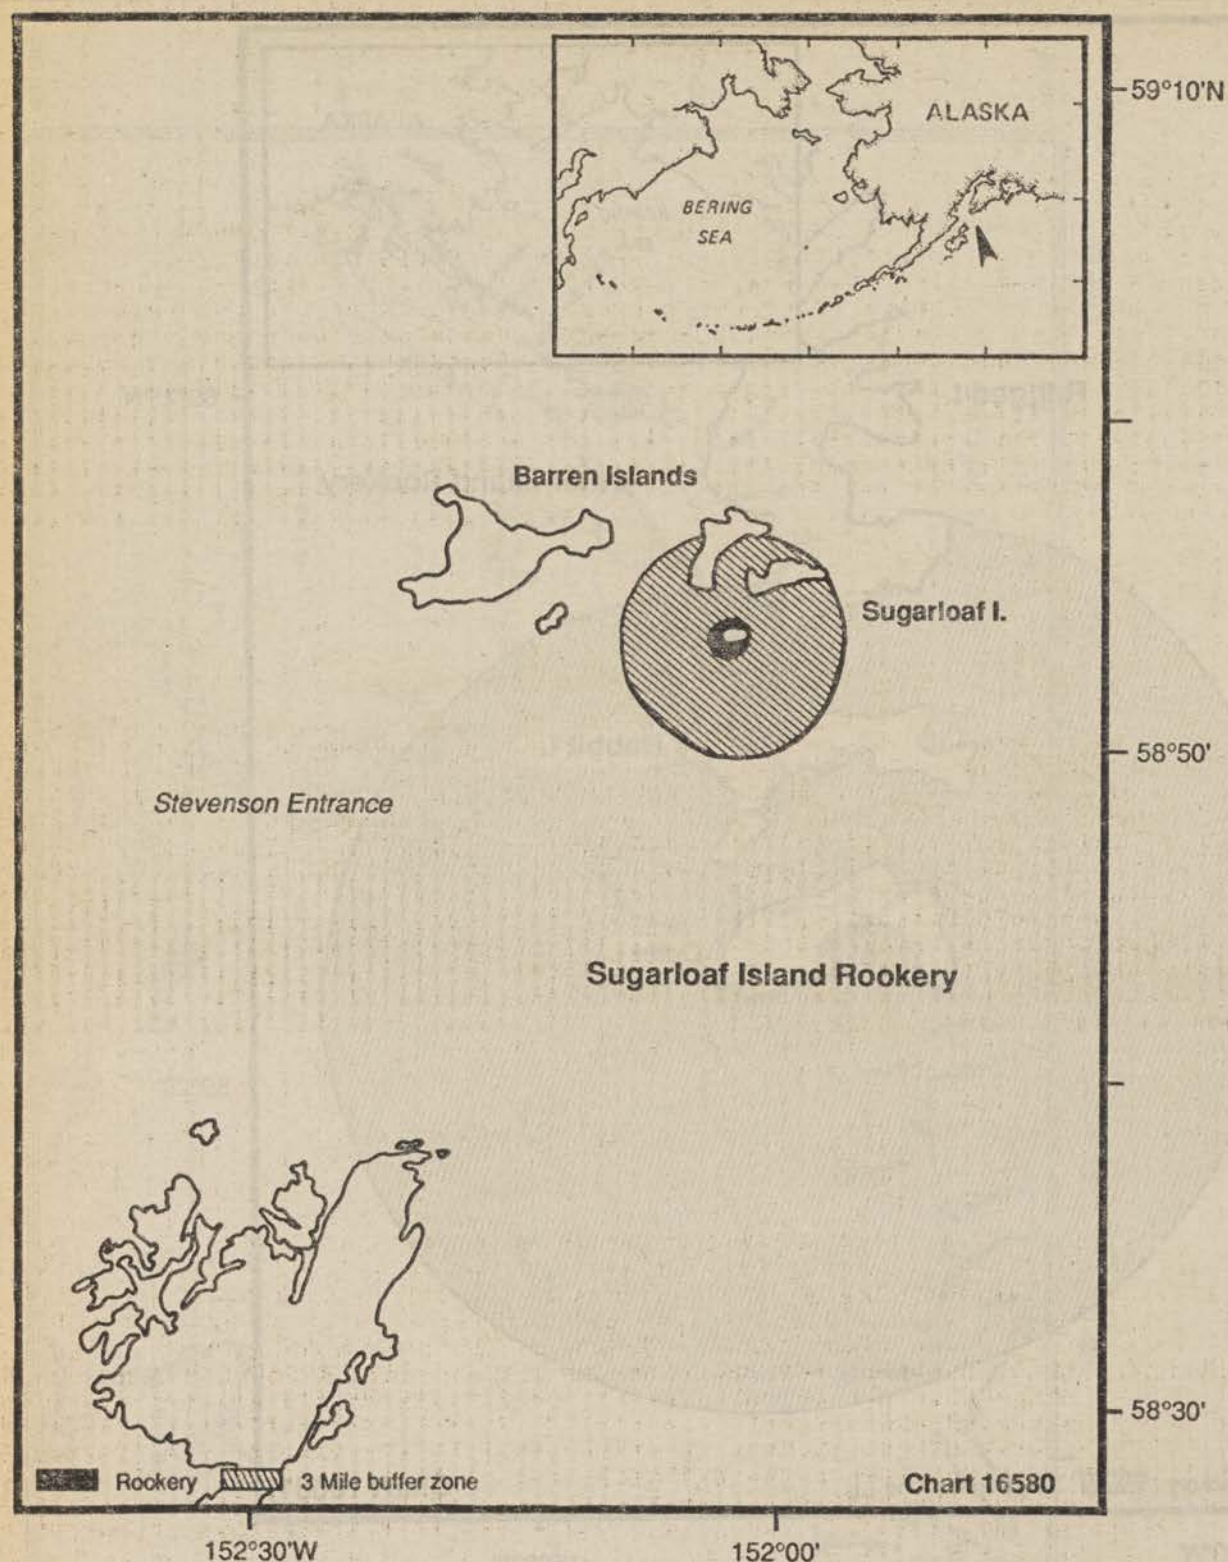 59°10'N
ALASKA
BERING
SEA
Barren Islands
Sugarloaf I.
58°50'
Stevenson Entrance
Sugarloaf Island Rookery
58°30'
Rookery
3 Mile buffer zone
Chart 16580
152°30'W
152°00'